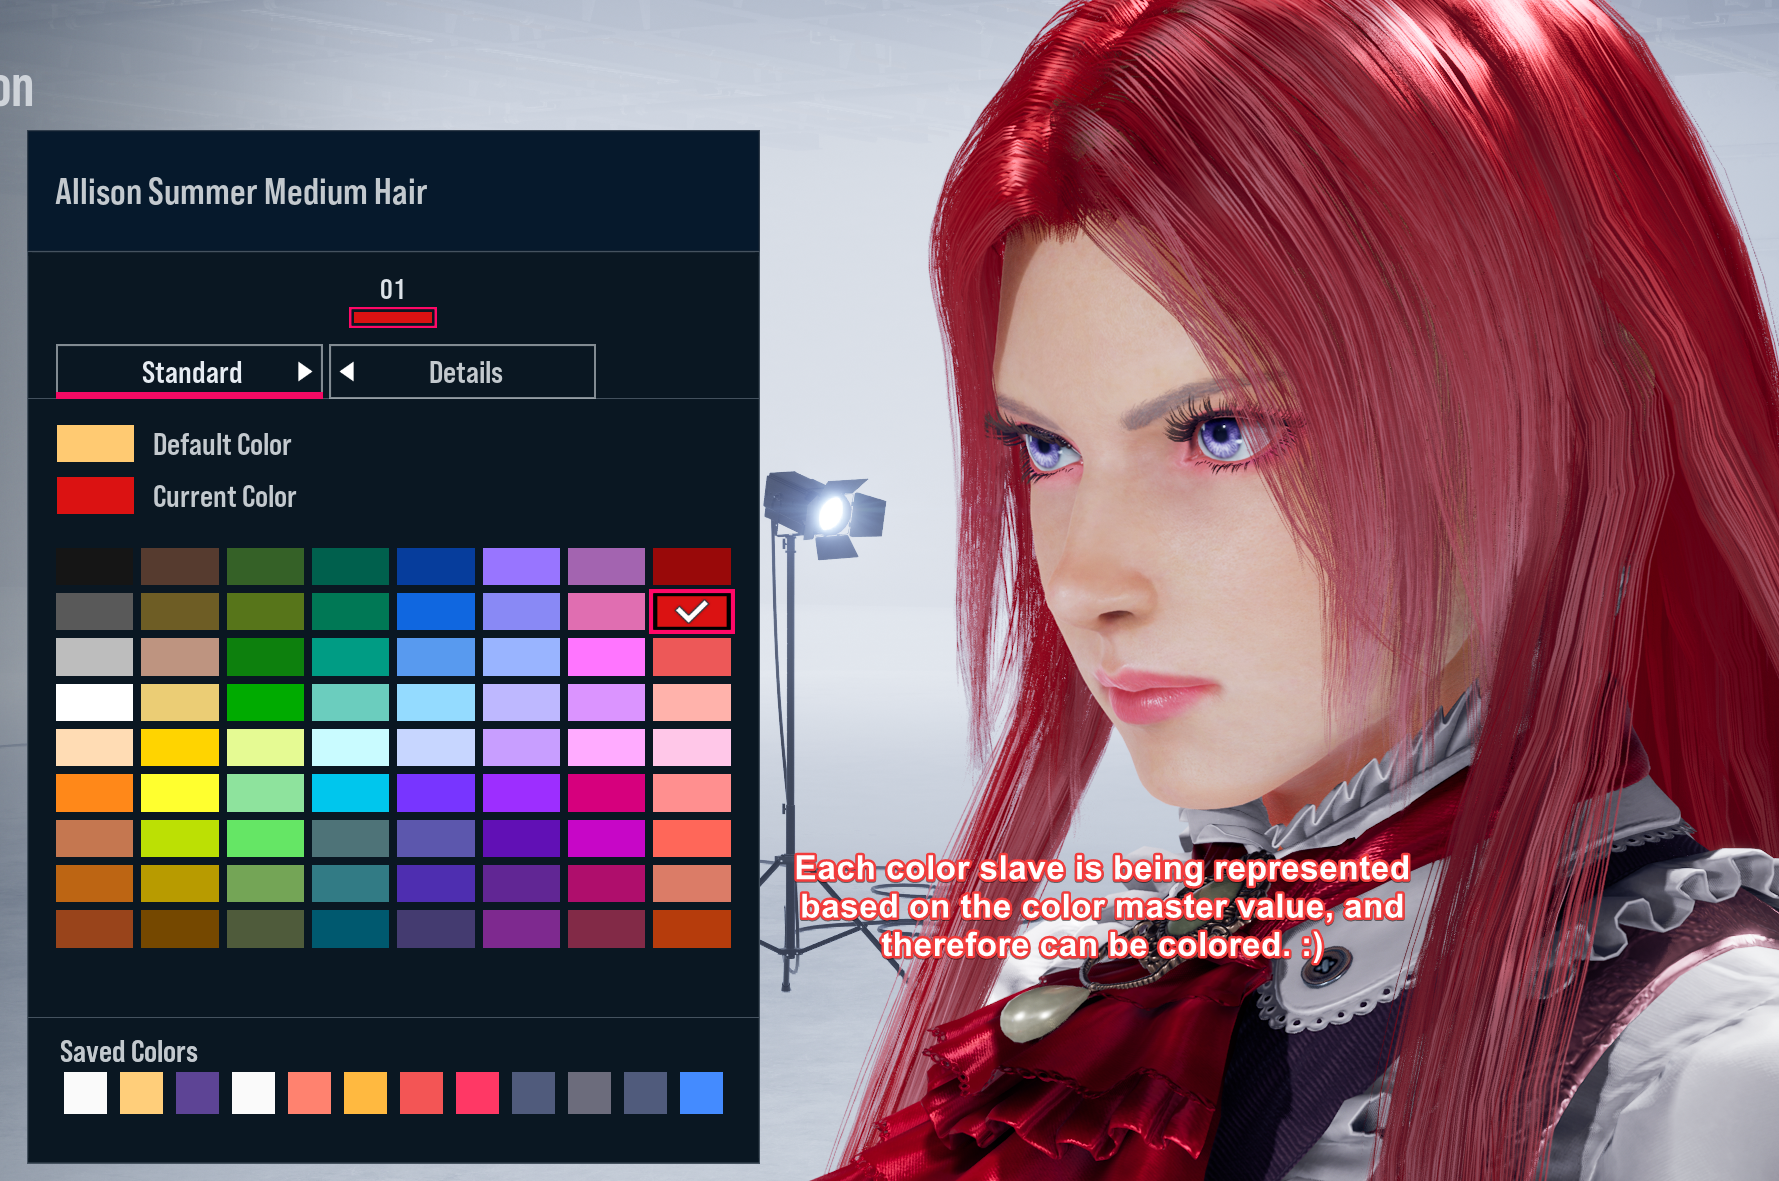 on
Allison Summer Medium Hair
01
Standard
Details
Default Color
Current Color
Each color slave is being represented
based on the color master value, and
therefore can be colored. :)
Saved Colors